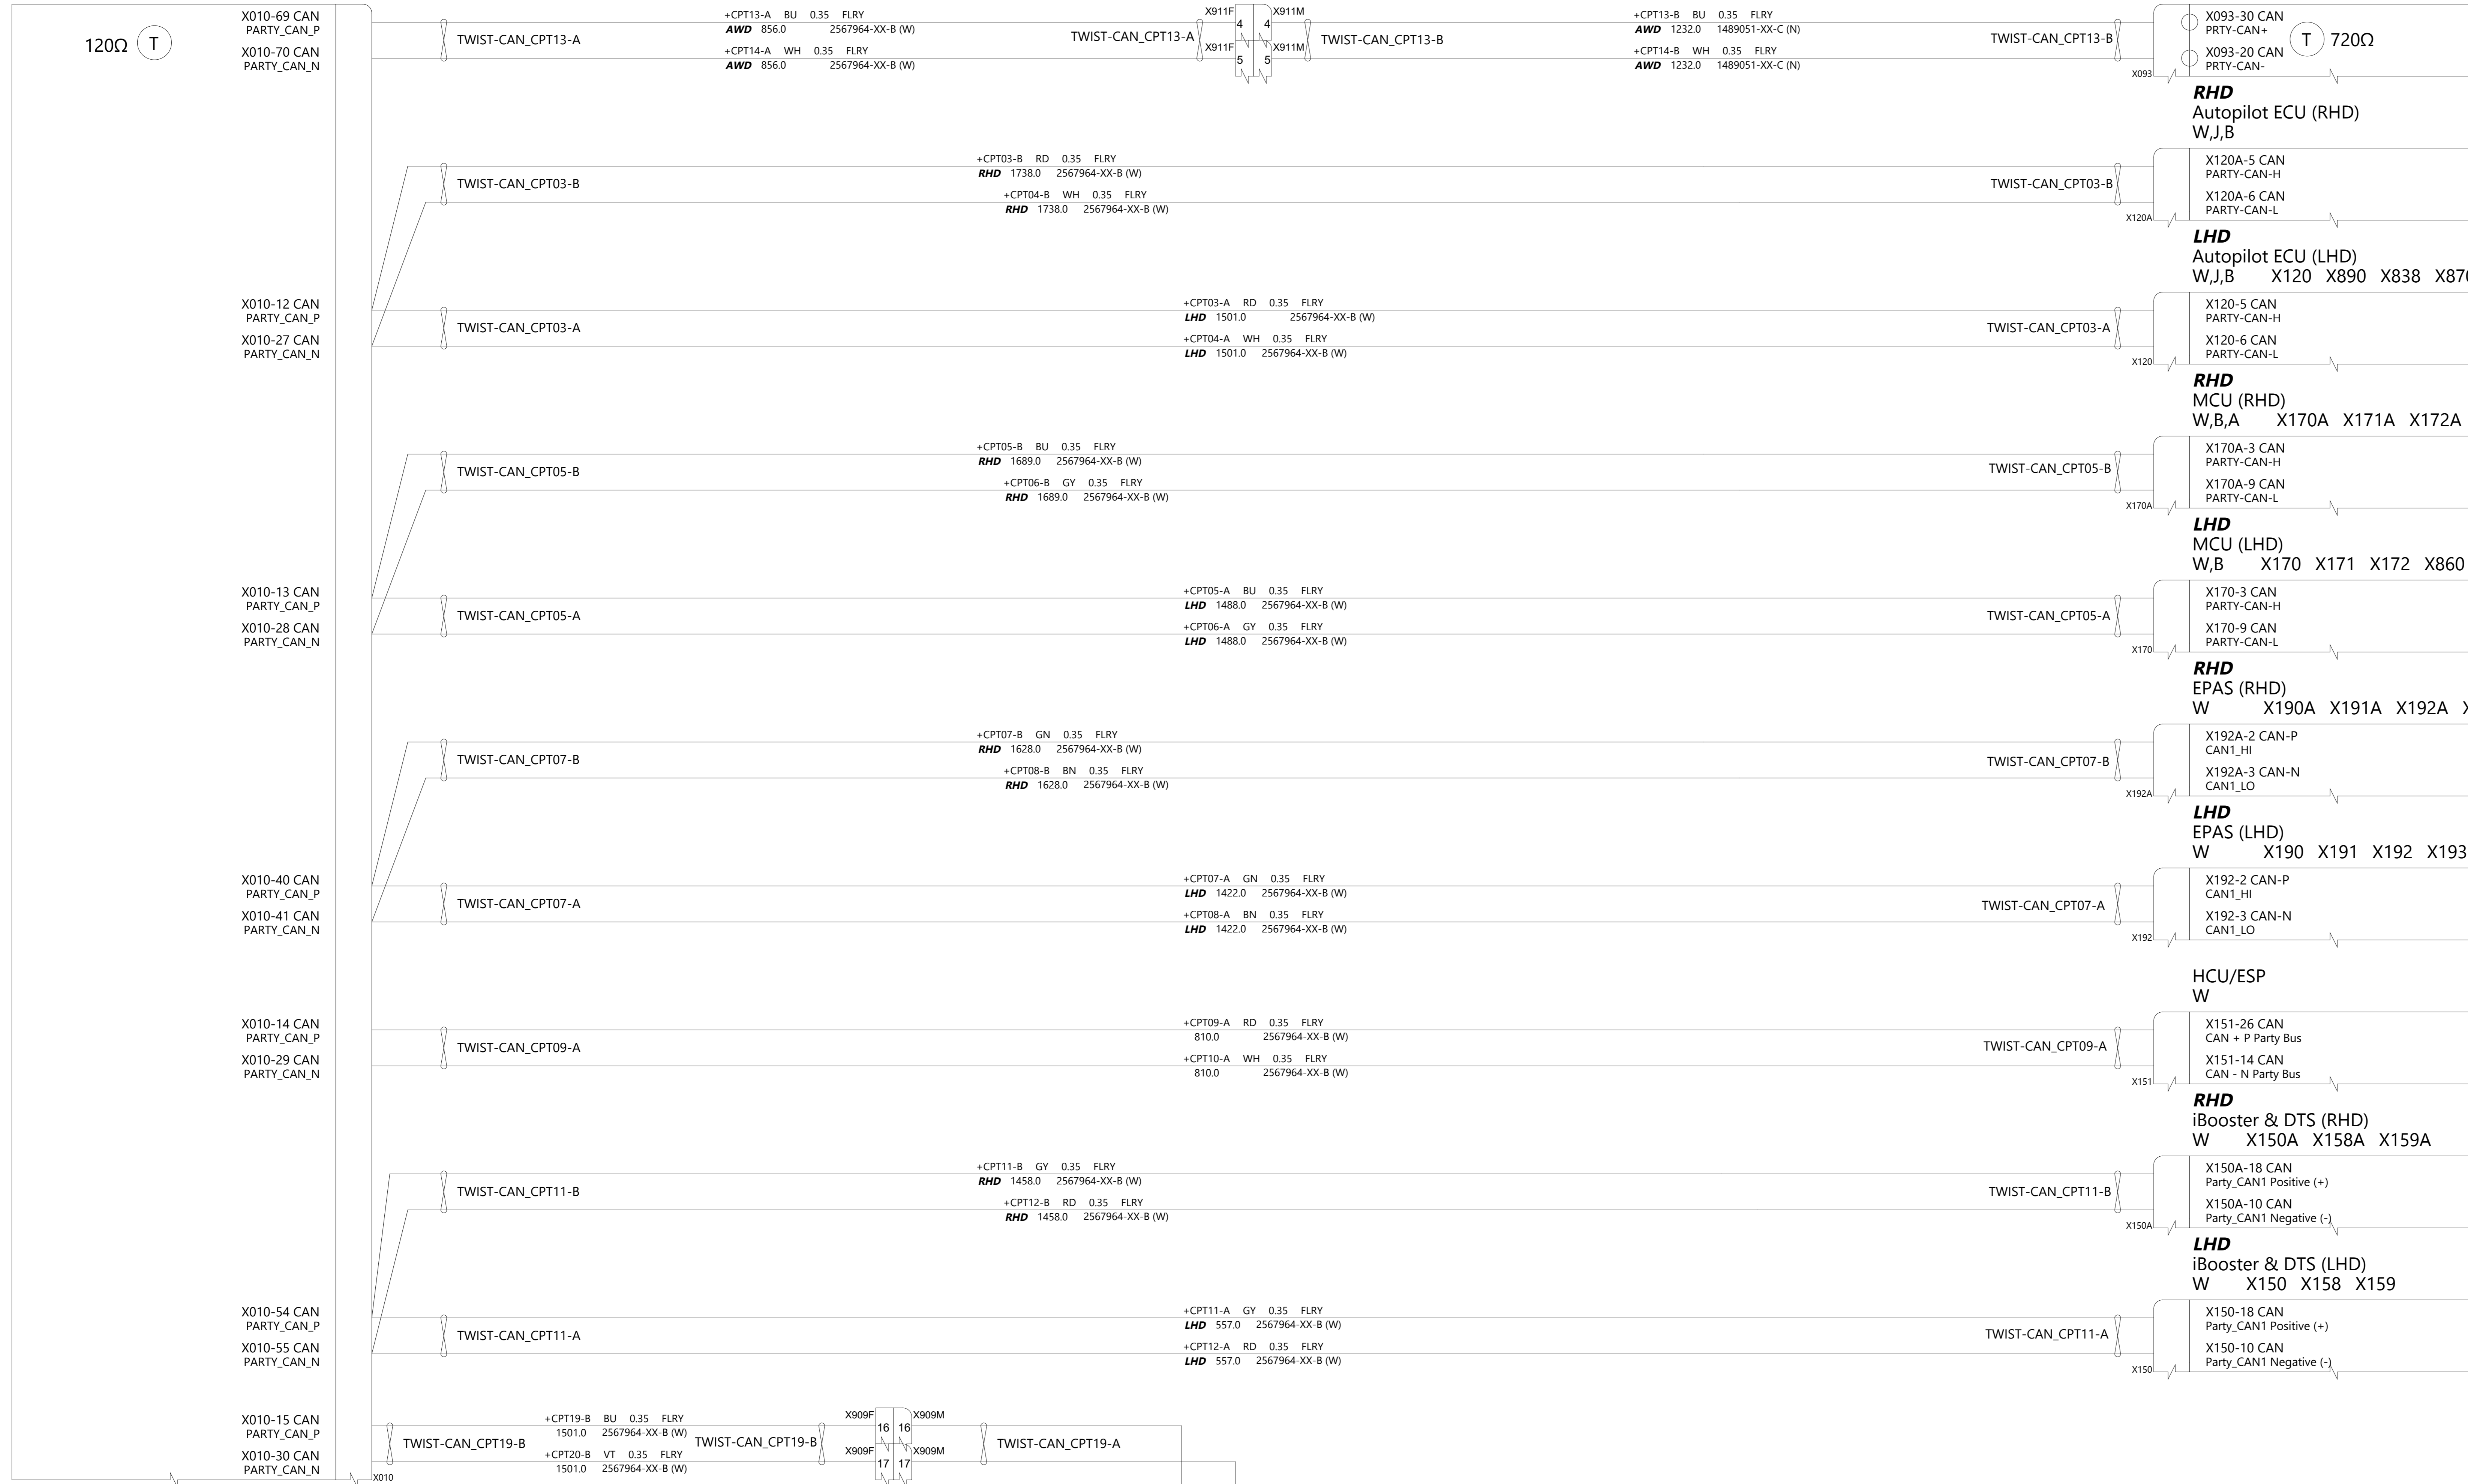 X010-69 CAN
PARTY_CAN_P
120Ω T
X010-70 CAN
PARTY_CAN_N
TWIST-CAN_CPT13-A
+CPT13-A BU 0.35 FLRY
AWD 856.0 2567964-XX-B (W)
+CPT14-A WH 0.35 FLRY
AWD 856.0 2567964-XX-B (W)
TWIST-CAN_CPT13-A
X911F 4 4 X911M
X911F 5 5 X911M
TWIST-CAN_CPT13-B
+CPT13-B BU 0.35 FLRY
AWD 1232.0 1489051-XX-C (N)
+CPT14-B WH 0.35 FLRY
AWD 1232.0 1489051-XX-C (N)
TWIST-CAN_CPT13-B
X093-30 CAN
PRTY-CAN+
T 720Ω
X093-20 CAN
PRTY-CAN-
X093
RHD
Autopilot ECU (RHD)
W,J,B
TWIST-CAN_CPT03-B
+CPT03-B RD 0.35 FLRY
RHD 1738.0 2567964-XX-B (W)
+CPT04-B WH 0.35 FLRY
RHD 1738.0 2567964-XX-B (W)
TWIST-CAN_CPT03-B
X120A-5 CAN
PARTY-CAN-H
X120A-6 CAN
PARTY-CAN-L
X120A
LHD
Autopilot ECU (LHD)
W,J,B X120 X890 X838
X010-12 CAN
PARTY_CAN_P
X010-27 CAN
PARTY_CAN_N
TWIST-CAN_CPT03-A
+CPT03-A RD 0.35 FLRY
LHD 1501.0 2567964-XX-B (W)
+CPT04-A WH 0.35 FLRY
LHD 1501.0 2567964-XX-B (W)
TWIST-CAN_CPT03-A
X120-5 CAN
PARTY-CAN-H
X120-6 CAN
PARTY-CAN-L
X120
RHD
MCU (RHD)
W,B,A X170A X171A X172A
TWIST-CAN_CPT05-B
+CPT05-B BU 0.35 FLRY
RHD 1689.0 2567964-XX-B (W)
+CPT06-B GY 0.35 FLRY
RHD 1689.0 2567964-XX-B (W)
TWIST-CAN_CPT05-B
X170A-3 CAN
PARTY-CAN-H
X170A-9 CAN
PARTY-CAN-L
X170A
LHD
MCU (LHD)
W,B X170 X171 X172 X860
X010-13 CAN
PARTY_CAN_P
X010-28 CAN
PARTY_CAN_N
TWIST-CAN_CPT05-A
+CPT05-A BU 0.35 FLRY
LHD 1488.0 2567964-XX-B (W)
+CPT06-A GY 0.35 FLRY
LHD 1488.0 2567964-XX-B (W)
TWIST-CAN_CPT05-A
X170-3 CAN
PARTY-CAN-H
X170-9 CAN
PARTY-CAN-L
X170
RHD
EPAS (RHD)
W X190A X191A X192A
TWIST-CAN_CPT07-B
+CPT07-B GN 0.35 FLRY
RHD 1628.0 2567964-XX-B (W)
+CPT08-B BN 0.35 FLRY
RHD 1628.0 2567964-XX-B (W)
TWIST-CAN_CPT07-B
X192A-2 CAN-P
CAN1_HI
X192A-3 CAN-N
CAN1_LO
X192A
LHD
EPAS (LHD)
W X190 X191 X192 X193
X010-40 CAN
PARTY_CAN_P
X010-41 CAN
PARTY_CAN_N
TWIST-CAN_CPT07-A
+CPT07-A GN 0.35 FLRY
LHD 1422.0 2567964-XX-B (W)
+CPT08-A BN 0.35 FLRY
LHD 1422.0 2567964-XX-B (W)
TWIST-CAN_CPT07-A
X192-2 CAN-P
CAN1_HI
X192-3 CAN-N
CAN1_LO
X192
HCU/ESP
W
X010-14 CAN
PARTY_CAN_P
X010-29 CAN
PARTY_CAN_N
TWIST-CAN_CPT09-A
+CPT09-A RD 0.35 FLRY
810.0 2567964-XX-B (W)
+CPT10-A WH 0.35 FLRY
810.0 2567964-XX-B (W)
TWIST-CAN_CPT09-A
X151-26 CAN
CAN + P Party Bus
X151-14 CAN
CAN - N Party Bus
X151
RHD
iBooster & DTS (RHD)
W X150A X158A X159A
TWIST-CAN_CPT11-B
+CPT11-B GY 0.35 FLRY
RHD 1458.0 2567964-XX-B (W)
+CPT12-B RD 0.35 FLRY
RHD 1458.0 2567964-XX-B (W)
TWIST-CAN_CPT11-B
X150A-18 CAN
Party_CAN1 Positive (+)
X150A-10 CAN
Party_CAN1 Negative (-)
X150A
LHD
iBooster & DTS (LHD)
W X150 X158 X159
X010-54 CAN
PARTY_CAN_P
X010-55 CAN
PARTY_CAN_N
TWIST-CAN_CPT11-A
+CPT11-A GY 0.35 FLRY
LHD 557.0 2567964-XX-B (W)
+CPT12-A RD 0.35 FLRY
LHD 557.0 2567964-XX-B (W)
TWIST-CAN_CPT11-A
X150-18 CAN
Party_CAN1 Positive (+)
X150-10 CAN
Party_CAN1 Negative (-)
X150
X010-15 CAN
PARTY_CAN_P
X010-30 CAN
PARTY_CAN_N
X010
TWIST-CAN_CPT19-B
+CPT19-B BU 0.35 FLRY
1501.0 2567964-XX-B (W)
+CPT20-B VT 0.35 FLRY
1501.0 2567964-XX-B (W)
TWIST-CAN_CPT19-B
X909F 16 16 X909M
X909F 17 17 X909M
TWIST-CAN_CPT19-A